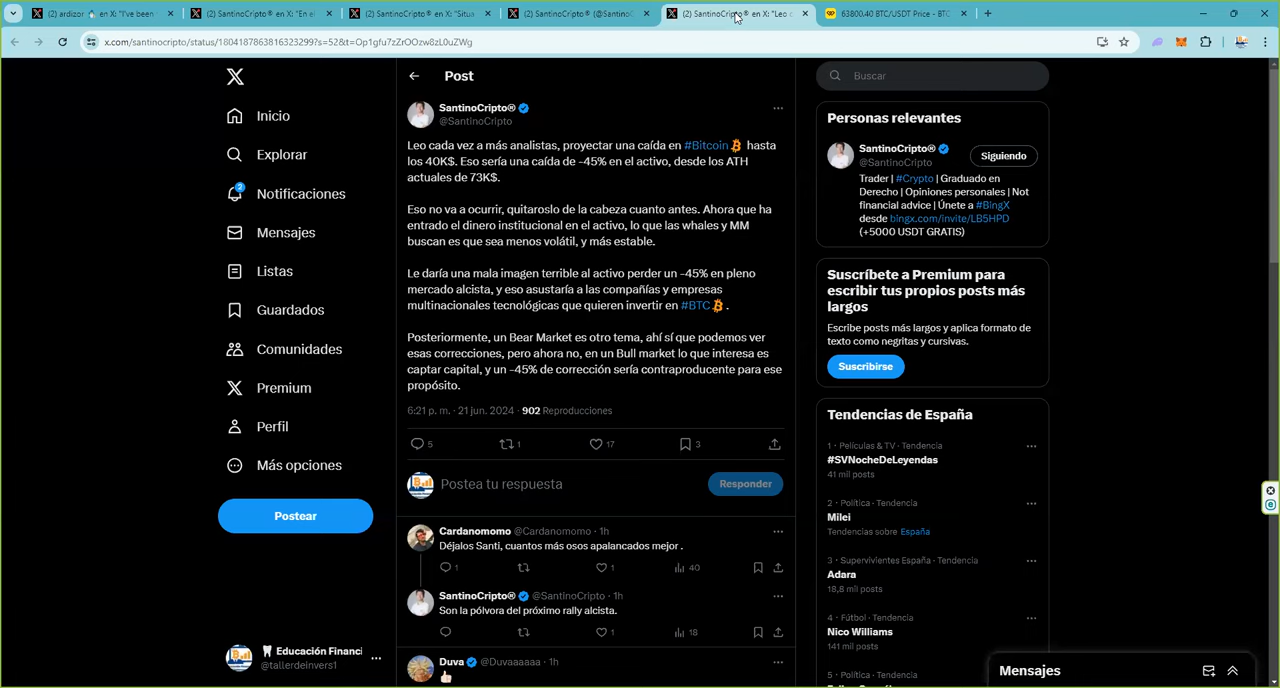 (2) ardizor en X: "I've been
(2) SantinoCripto® en X: "En el
(2) SantinoCripto® en X: "Situa
(2) SantinoCripto® (@SantinoC
(2) SantinoCripto® en X: "Leo c
63800.40 BTC/USDT Price - BTC
x.com/santinocripto/status/1804187863816323299?s=52&t=Op1gfu7zZrOOzw8zL0uZWg
Inicio
Explorar
2
Notificaciones
Mensajes
Listas
Guardados
Comunidades
Premium
Perfil
Más opciones
Postear
Educación Financi
@tallerdeinvers1
Post
SantinoCripto®
@SantinoCripto
Leo cada vez a más analistas, proyectar una caída en #Bitcoin hasta
los 40K$. Eso sería una caída de -45% en el activo, desde los ATH
actuales de 73K$.
Eso no va a ocurrir, quitaroslo de la cabeza cuanto antes. Ahora que ha
entrado el dinero institucional en el activo, lo que las whales y MM
buscan es que sea menos volátil, y más estable.
Le daría una mala imagen terrible al activo perder un -45% en pleno
mercado alcista, y eso asustaría a las compañías y empresas
multinacionales tecnológicas que quieren invertir en #BTC .
Posteriormente, un Bear Market es otro tema, ahí sí que podemos ver
esas correcciones, pero ahora no, en un Bull market lo que interesa es
captar capital, y un -45% de corrección sería contraproducente para ese
propósito.
6:21 p. m. · 21 jun. 2024 · 902 Reproducciones
5 1 17 3
Postea tu respuesta
Responder
Cardanomomo @Cardanomomo · 1h
Déjalos Santi, cuantos más osos apalancados mejor .
1 1 40
SantinoCripto® @SantinoCripto · 1h
Son la pólvora del próximo rally alcista.
1 18
Duva @Duvaaaaaa · 1h
Buscar
Personas relevantes
SantinoCripto®
@SantinoCripto
Siguiendo
Trader | #Crypto | Graduado en
Derecho | Opiniones personales | Not
financial advice | Únete a #BingX
desde bingx.com/invite/LB5HPD
(+5000 USDT GRATIS)
Suscríbete a Premium para
escribir tus propios posts más
largos
Escribe posts más largos y aplica formato de
texto como negritas y cursivas.
Suscribirse
Tendencias de España
1 · Películas & TV · Tendencia
#SVNocheDeLeyendas
41 mil posts
2 · Política · Tendencia
Milei
Tendencias sobre España
3 · Supervivientes España · Tendencia
Adara
18,8 mil posts
4 · Fútbol · Tendencia
Nico Williams
141 mil posts
5 · Política · Tendencia
Mensajes